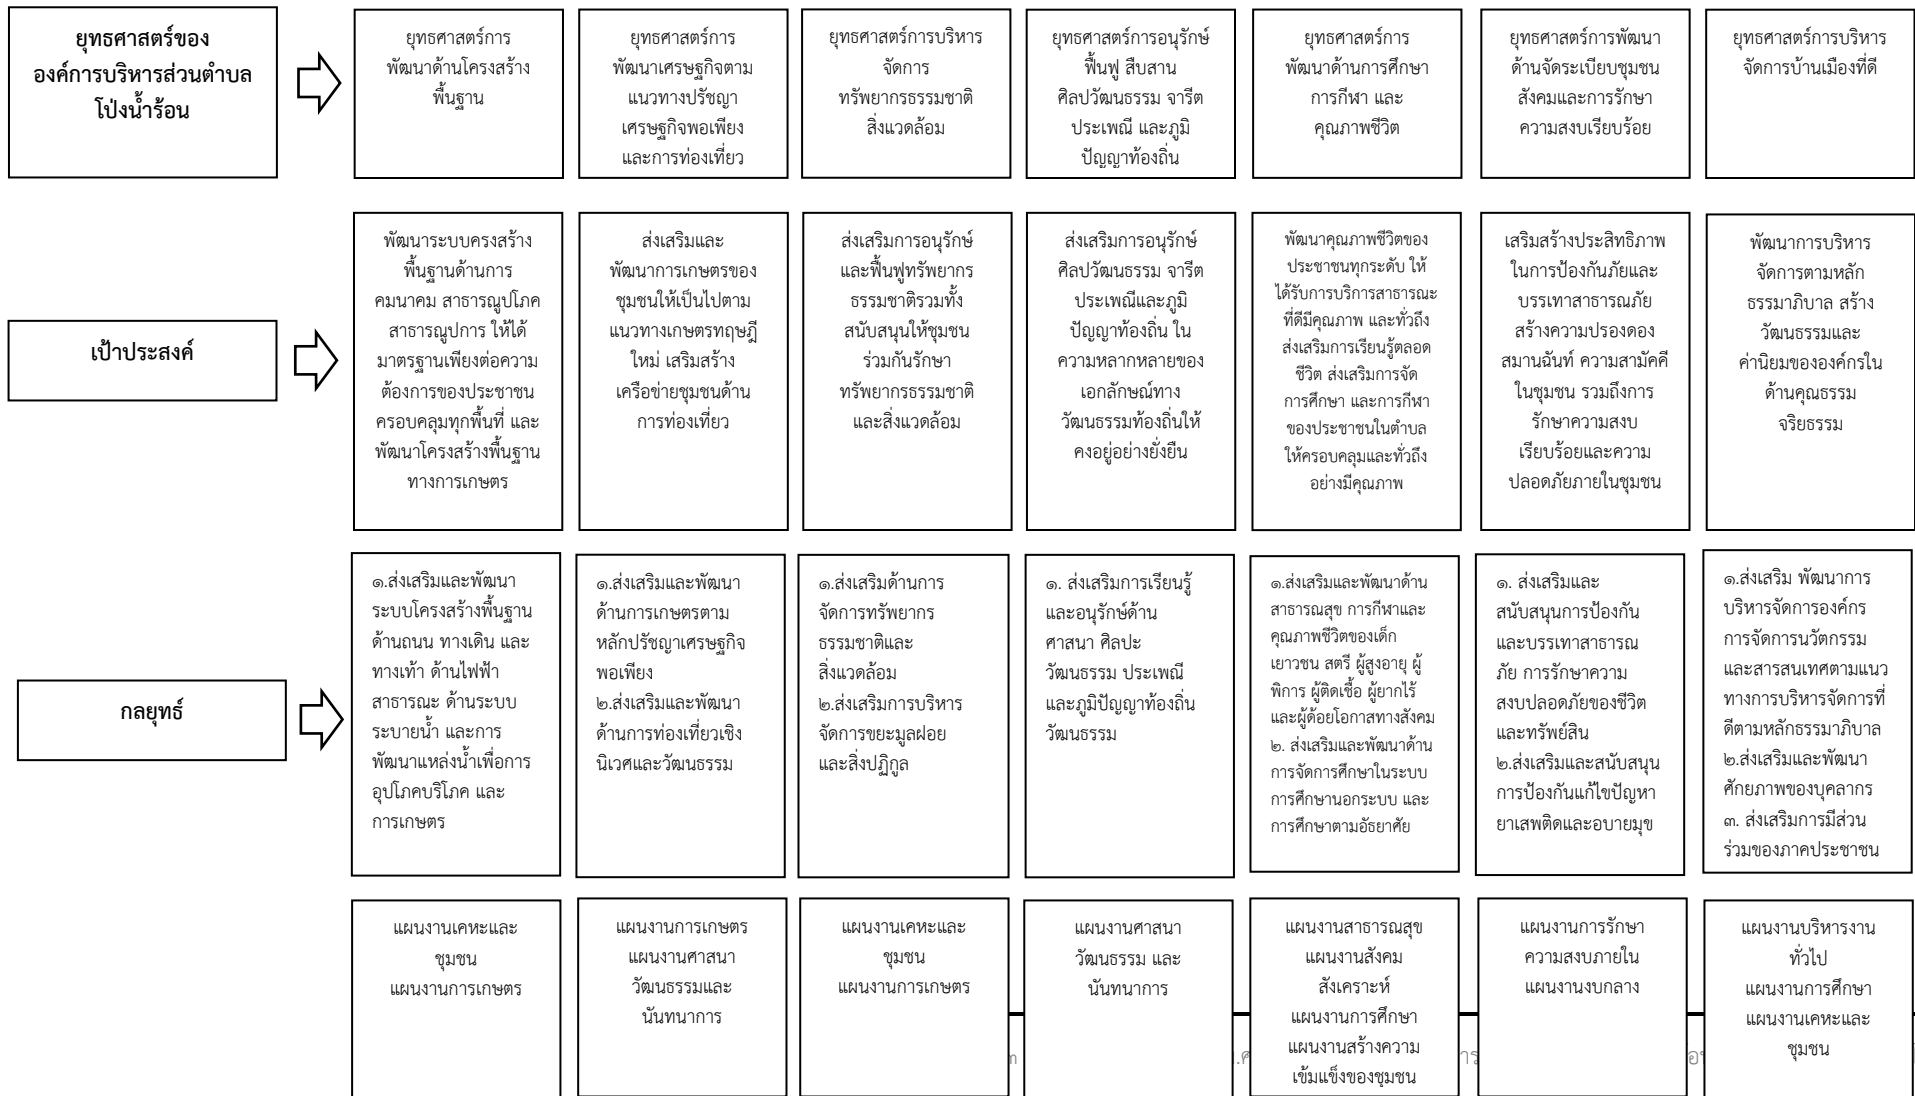 ยุทธศาสตร์ของ
องค์การบริหารส่วนตำบล
โป่งน้ำร้อน
ยุทธศาสตร์การ
พัฒนาด้านโครงสร้าง
พื้นฐาน
ยุทธศาสตร์การ
พัฒนาเศรษฐกิจตาม
แนวทางปรัชญา
เศรษฐกิจพอเพียง
และการท่องเที่ยว
ยุทธศาสตร์การบริหาร
จัดการ
ทรัพยากรธรรมชาติ
สิ่งแวดล้อม
ยุทธศาสตร์การอนุรักษ์
ฟื้นฟู สืบสาน
ศิลปวัฒนธรรม จารีต
ประเพณี และภูมิ
ปัญญาท้องถิ่น
ยุทธศาสตร์การ
พัฒนาด้านการศึกษา
การกีฬา และ
คุณภาพชีวิต
ยุทธศาสตร์การพัฒนา
ด้านจัดระเบียบชุมชน
สังคมและการรักษา
ความสงบเรียบร้อย
ยุทธศาสตร์การบริหาร
จัดการบ้านเมืองที่ดี
เป้าประสงค์
พัฒนาระบบครงสร้าง
พื้นฐานด้านการ
คมนาคม สาธารณูปโภค
สาธารณูปการ ให้ได้
มาตรฐานเพียงต่อความ
ต้องการของประชาชน
ครอบคลุมทุกพื้นที่ และ
พัฒนาโครงสร้างพื้นฐาน
ทางการเกษตร
ส่งเสริมและ
พัฒนาการเกษตรของ
ชุมชนให้เป็นไปตาม
แนวทางเกษตรทฤษฎี
ใหม่ เสริมสร้าง
เครือข่ายชุมชนด้าน
การท่องเที่ยว
ส่งเสริมการอนุรักษ์
และฟื้นฟูทรัพยากร
ธรรมชาติรวมทั้ง
สนับสนุนให้ชุมชน
ร่วมกันรักษา
ทรัพยากรธรรมชาติ
และสิ่งแวดล้อม
ส่งเสริมการอนุรักษ์
ศิลปวัฒนธรรม จารีต
ประเพณีและภูมิ
ปัญญาท้องถิ่น ใน
ความหลากหลายของ
เอกลักษณ์ทาง
วัฒนธรรมท้องถิ่นให้
คงอยู่อย่างยั่งยืน
พัฒนาคุณภาพชีวิตของ
ประชาชนทุกระดับ ให้
ได้รับการบริการสาธารณะ
ที่ดีมีคุณภาพ และทั่วถึง
ส่งเสริมการเรียนรู้ตลอด
ชีวิต ส่งเสริมการจัด
การศึกษา และการกีฬา
ของประชาชนในตำบล
ให้ครอบคลุมและทั่วถึง
อย่างมีคุณภาพ
เสริมสร้างประสิทธิภาพ
ในการป้องกันภัยและ
บรรเทาสาธารณภัย
สร้างความปรองดอง
สมานฉันท์ ความสามัคคี
ในชุมชน รวมถึงการ
รักษาความสงบ
เรียบร้อยและความ
ปลอดภัยภายในชุมชน
พัฒนาการบริหาร
จัดการตามหลัก
ธรรมาภิบาล สร้าง
วัฒนธรรมและ
ค่านิยมขององค์กรใน
ด้านคุณธรรม
จริยธรรม
กลยุทธ์
๑.ส่งเสริมและพัฒนา
ระบบโครงสร้างพื้นฐาน
ด้านถนน ทางเดิน และ
ทางเท้า ด้านไฟฟ้า
สาธารณะ ด้านระบบ
ระบายน้ำ และการ
พัฒนาแหล่งน้ำเพื่อการ
อุปโภคบริโภค และ
การเกษตร
๑.ส่งเสริมและพัฒนา
ด้านการเกษตรตาม
หลักปรัชญาเศรษฐกิจ
พอเพียง
๒.ส่งเสริมและพัฒนา
ด้านการท่องเที่ยวเชิง
นิเวศและวัฒนธรรม
๑.ส่งเสริมด้านการ
จัดการทรัพยากร
ธรรมชาติและ
สิ่งแวดล้อม
๒.ส่งเสริมการบริหาร
จัดการขยะมูลฝอย
และสิ่งปฏิกูล
๑. ส่งเสริมการเรียนรู้
และอนุรักษ์ด้าน
ศาสนา ศิลปะ
วัฒนธรรม ประเพณี
และภูมิปัญญาท้องถิ่น
วัฒนธรรม
๑.ส่งเสริมและพัฒนาด้าน
สาธารณสุข การกีฬาและ
คุณภาพชีวิตของเด็ก
เยาวชน สตรี ผู้สูงอายุ ผู้
พิการ ผู้ติดเชื้อ ผู้ยากไร้
และผู้ด้อยโอกาสทางสังคม
๒. ส่งเสริมและพัฒนาด้าน
การจัดการศึกษาในระบบ
การศึกษานอกระบบ และ
การศึกษาตามอัธยาศัย
๑. ส่งเสริมและ
สนับสนุนการป้องกัน
และบรรเทาสาธารณ
ภัย การรักษาความ
สงบปลอดภัยของชีวิต
และทรัพย์สิน
๒.ส่งเสริมและสนับสนุน
การป้องกันแก้ไขปัญหา
ยาเสพติดและอบายมุข
๑.ส่งเสริม พัฒนาการ
บริหารจัดการองค์กร
การจัดการนวัตกรรม
และสารสนเทศตามแนว
ทางการบริหารจัดการที่
ดีตามหลักธรรมาภิบาล
๒.ส่งเสริมและพัฒนา
ศักยภาพของบุคลากร
๓. ส่งเสริมการมีส่วน
ร่วมของภาคประชาชน
แผนงานเคหะและ
ชุมชน
แผนงานการเกษตร
แผนงานการเกษตร
แผนงานศาสนา
วัฒนธรรมและ
นันทนาการ
แผนงานเคหะและ
ชุมชน
แผนงานการเกษตร
แผนงานศาสนา
วัฒนธรรม และ
นันทนาการ
แผนงานสาธารณสุข
แผนงานสังคม
สังเคราะห์
แผนงานการศึกษา
แผนงานสร้างความ
เข้มแข็งของชุมชน
แผนงานการรักษา
ความสงบภายใน
แผนงานงบกลาง
แผนงานบริหารงาน
ทั่วไป
แผนงานการศึกษา
แผนงานเคหะและ
ชุมชน